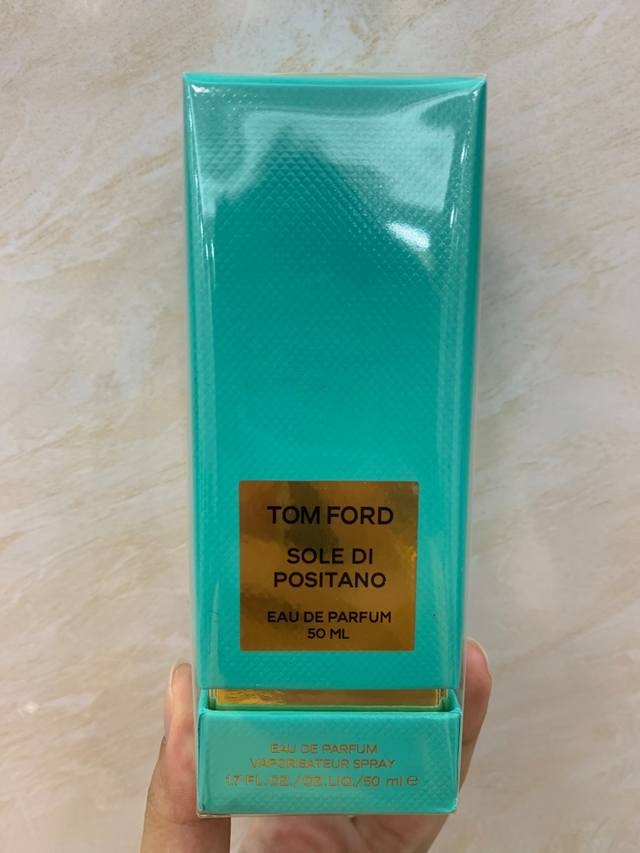 TOM FORD
SOLE DI
POSITANO
EAU DE PARFUM
50 ML
EAU DE PARFUM
VAPORISATEUR SPRAY
1.7 FL.OZ./OZ.LIQ./50 ml ℮